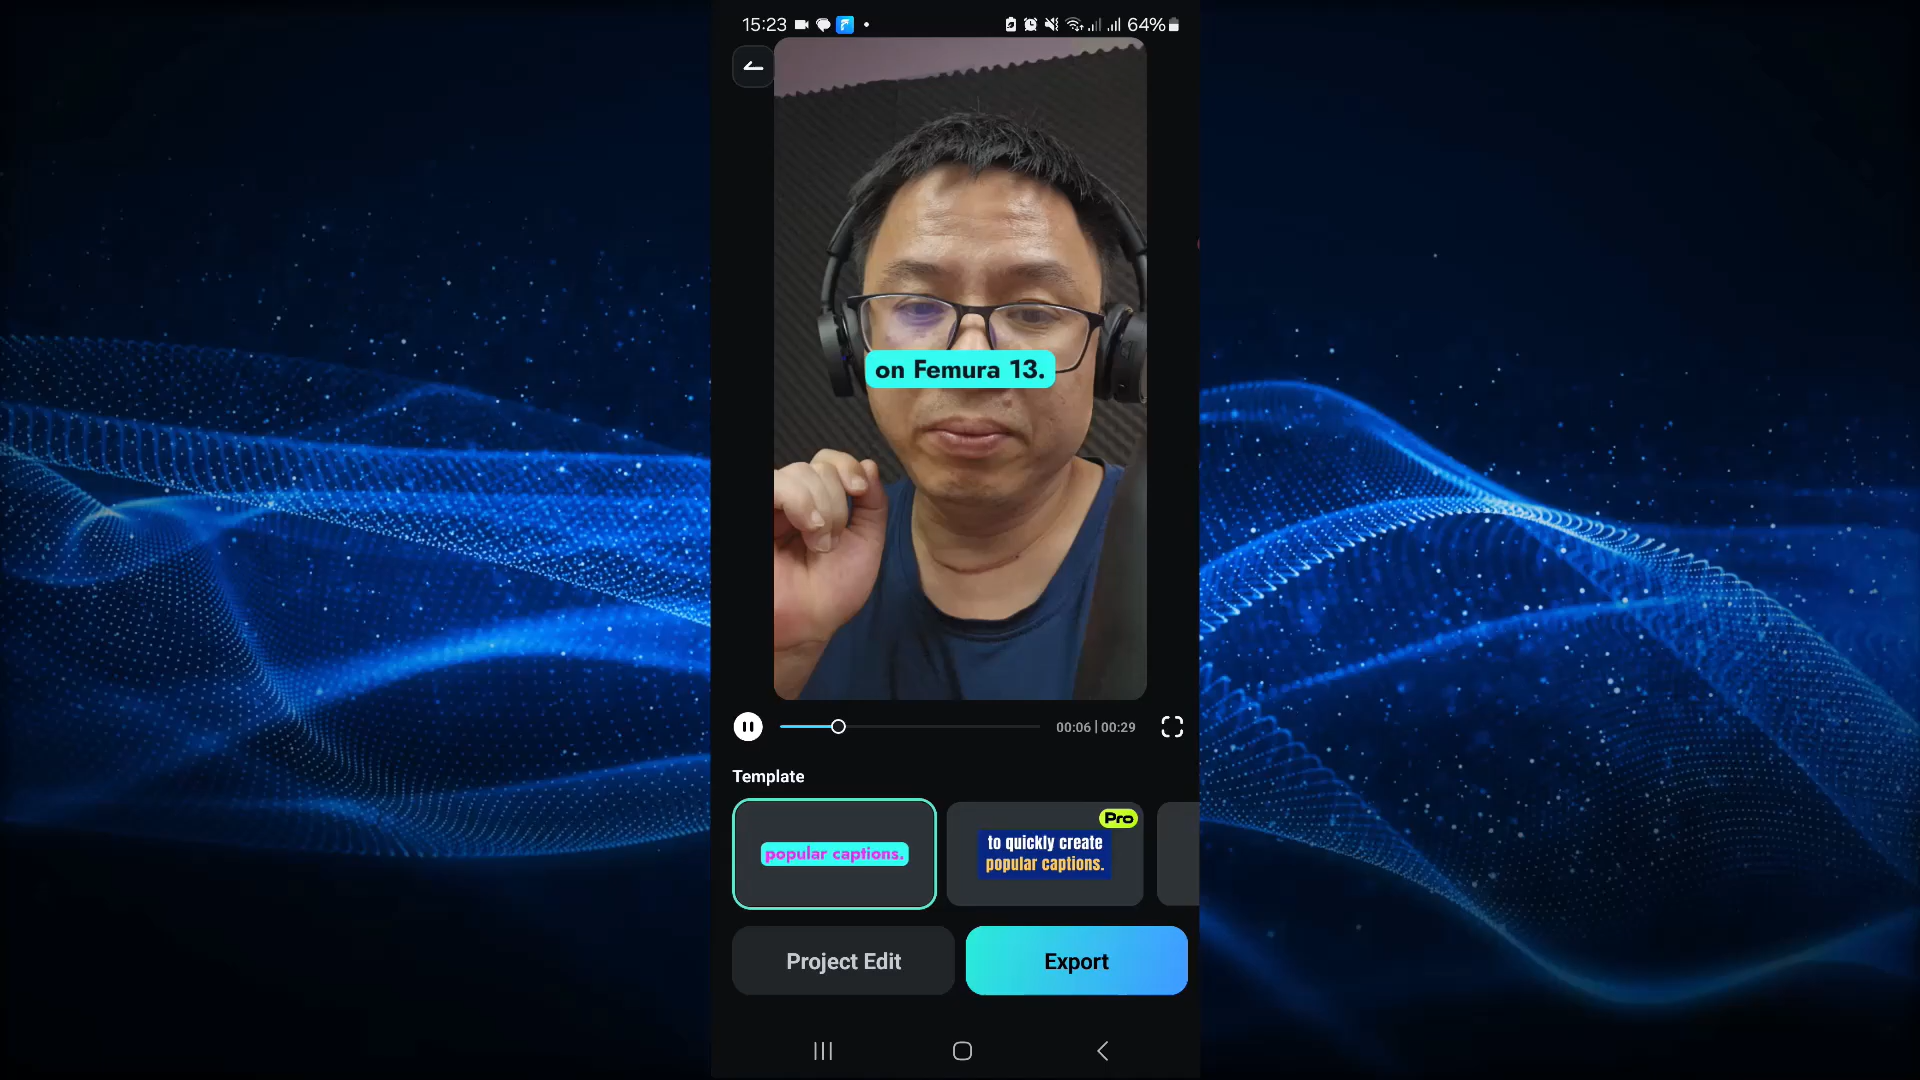 15:23
64%
on Femura 13.
00:06 | 00:29
Template
popular captions.
Pro
to quickly create
popular captions.
Project Edit
Export